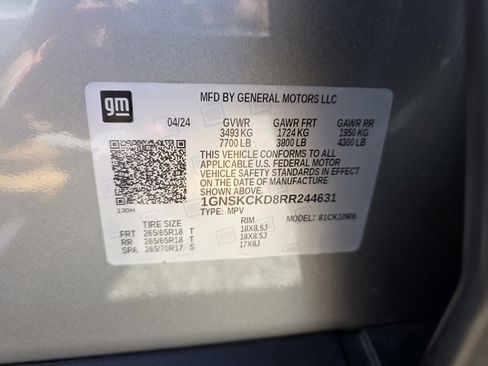 gm
MFD BY GENERAL MOTORS LLC
04/24 GVWR GAWR FRT GAWR RR
3493 KG 1724 KG 1950 KG
7700 LB 3800 LB 4300 LB
THIS VEHICLE CONFORMS TO ALL
APPLICABLE U.S. FEDERAL MOTOR
VEHICLE SAFETY STANDARDS IN EFFECT
ON THE DATE OF MANUFACTURE
SHOWN ABOVE.
1GNSKCKD8RR244631
130H TYPE: MPV MODEL: 81CK10906
TIRE SIZE RIM
FRT 265/65R18 T 18X8.5J
RR 265/65R18 T 18X8.5J
SPA 265/70R17 S 17X8J